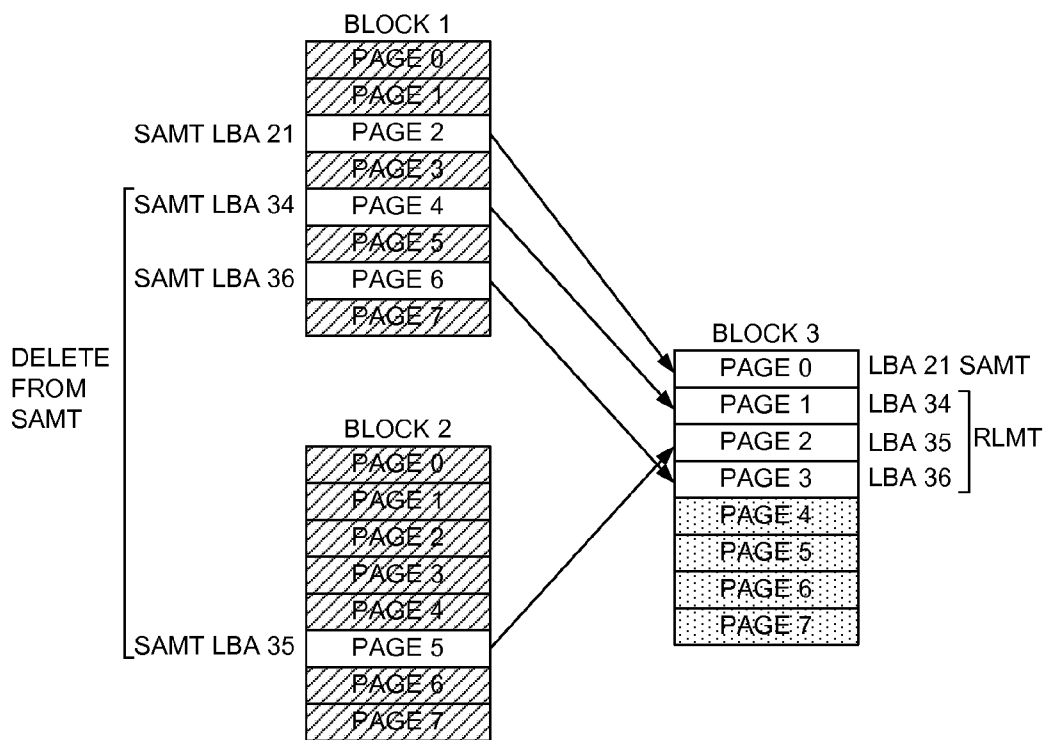 BLOCK 1
PAGE 0
PAGE 1
SAMT LBA 21 PAGE 2
PAGE 3
SAMT LBA 34 PAGE 4
PAGE 5
SAMT LBA 36 PAGE 6
PAGE 7
DELETE
FROM
SAMT
BLOCK 3
PAGE 0 LBA 21 SAMT
PAGE 1 LBA 34
PAGE 2 LBA 35 RLMT
PAGE 3 LBA 36
PAGE 4
PAGE 5
PAGE 6
PAGE 7
BLOCK 2
PAGE 0
PAGE 1
PAGE 2
PAGE 3
PAGE 4
SAMT LBA 35 PAGE 5
PAGE 6
PAGE 7